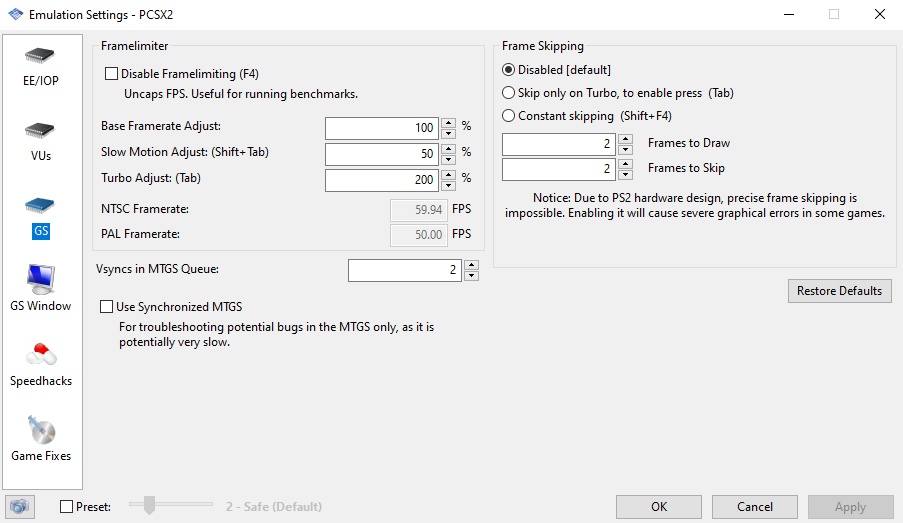 Emulation Settings - PCSX2
EE/IOP
VUs
GS
GS Window
Speedhacks
Game Fixes
Framelimiter
Disable Framelimiting (F4)
Uncaps FPS. Useful for running benchmarks.
Base Framerate Adjust: 100 %
Slow Motion Adjust: (Shift+Tab) 50 %
Turbo Adjust: (Tab) 200 %
NTSC Framerate: 59.94 FPS
PAL Framerate: 50.00 FPS
Vsyncs in MTGS Queue: 2
Use Synchronized MTGS
For troubleshooting potential bugs in the MTGS only, as it is
potentially very slow.
Frame Skipping
Disabled [default]
Skip only on Turbo, to enable press (Tab)
Constant skipping (Shift+F4)
2 Frames to Draw
2 Frames to Skip
Notice: Due to PS2 hardware design, precise frame skipping is
impossible. Enabling it will cause severe graphical errors in some games.
Restore Defaults
Preset: 2 - Safe (Default)
OK Cancel Apply